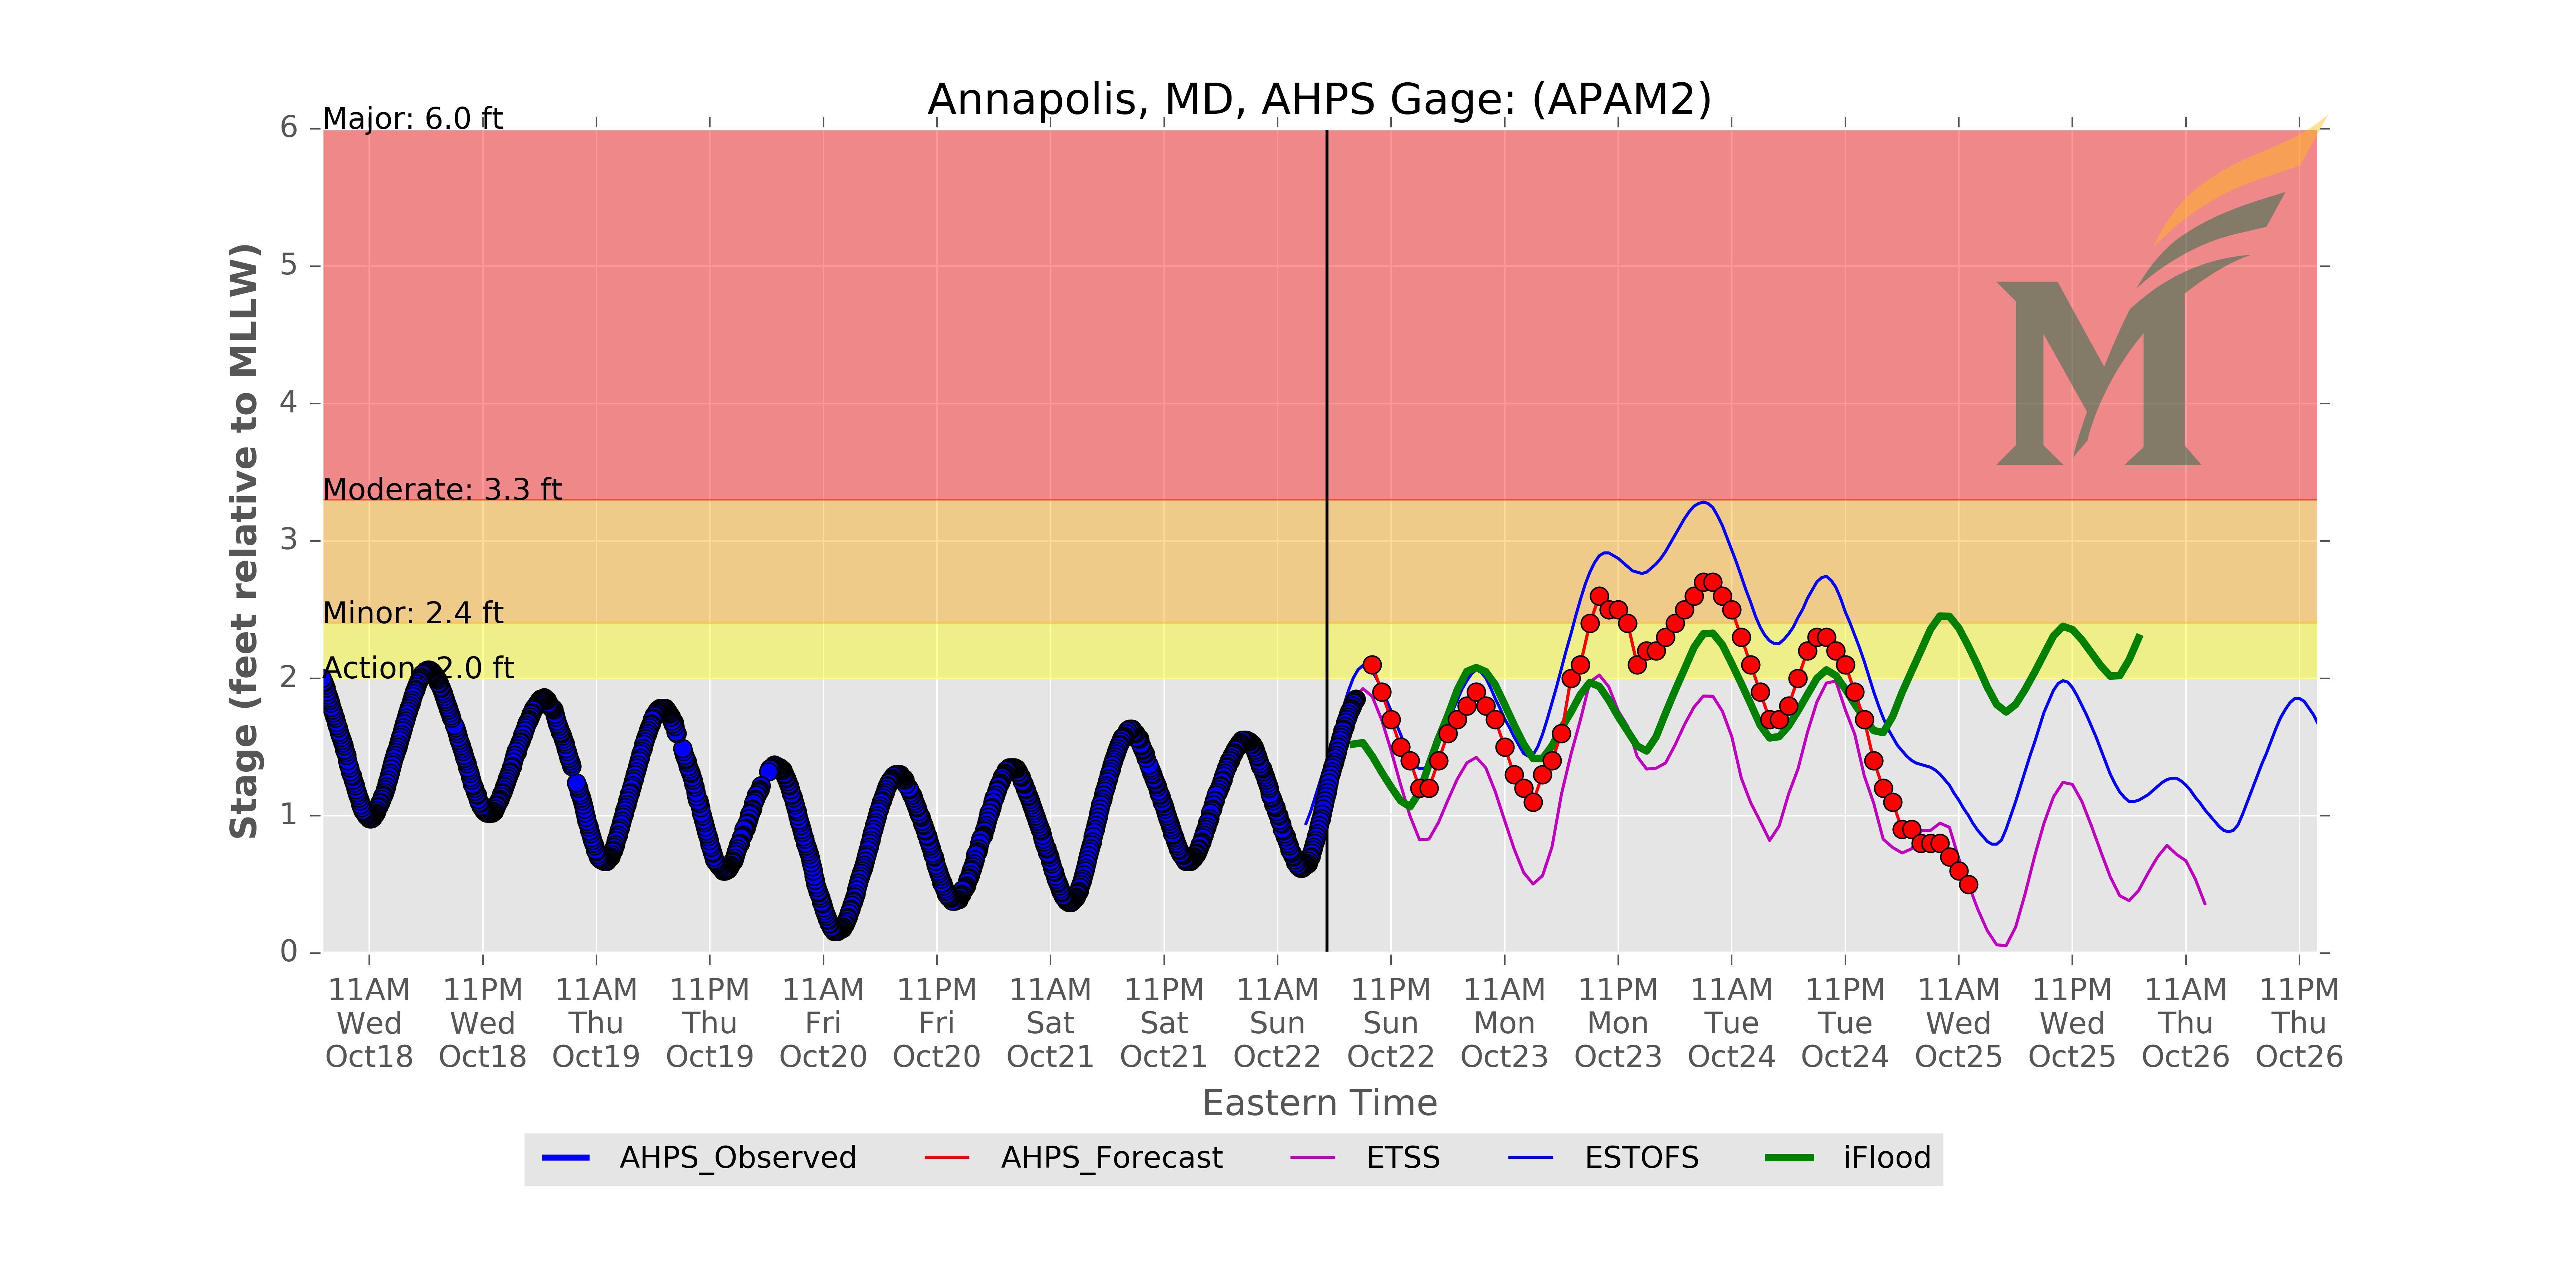 Annapolis, MD, AHPS Gage: (APAM2)
Major: 6.0 ft
Moderate: 3.3 ft
Minor: 2.4 ft
Action: 2.0 ft
Stage (feet relative to MLLW)
6
5
4
3
2
1
0
11AM 11PM 11AM 11PM 11AM 11PM 11AM 11PM 11AM 11PM 11AM 11PM 11AM 11PM 11AM 11PM 11AM 11PM
Wed Wed Thu Thu Fri Fri Sat Sat Sun Sun Mon Mon Tue Tue Wed Wed Thu Thu
Oct18 Oct18 Oct19 Oct19 Oct20 Oct20 Oct21 Oct21 Oct22 Oct22 Oct23 Oct23 Oct24 Oct24 Oct25 Oct25 Oct26 Oct26
Eastern Time
AHPS_Observed AHPS_Forecast ETSS ESTOFS iFlood
M